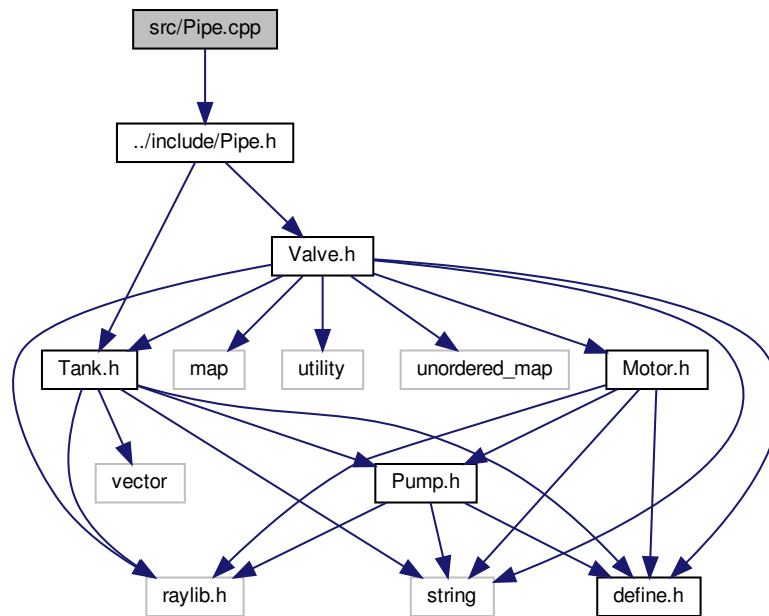 src/Pipe.cpp
../include/Pipe.h
Valve.h
Tank.h
map
utility
unordered_map
Motor.h
vector
Pump.h
raylib.h
string
define.h